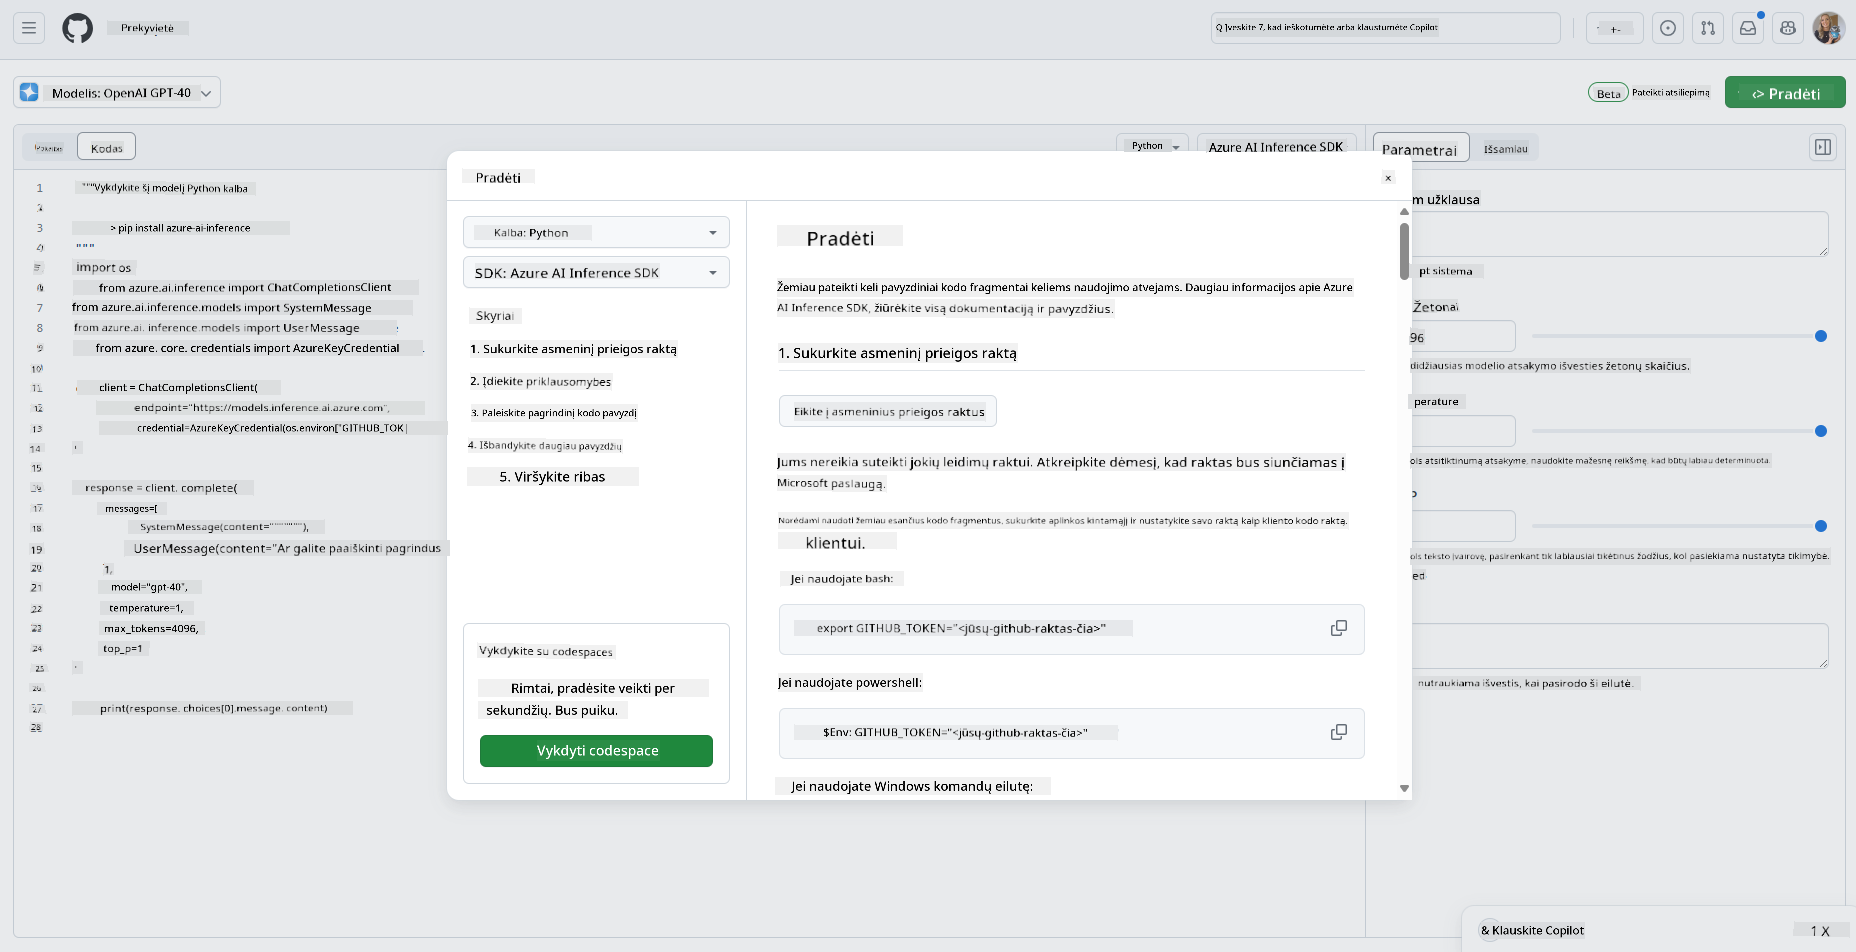 Prekyvietė
Q Įveskite 7, kad ieškotumėte arba klaustumėte Copilot
Modelis: OpenAI GPT-40
Beta
Pateikti atsiliepimą
<> Pradėti
Kodas
Python
Azure AI Inference SDK
Parametrai
Išsamiau
1 """Vykdykite šį modelį Python kalba
2
3 > pip install azure-ai-inference
4 """
5 import os
6 from azure.ai.inference import ChatCompletionsClient
7 from azure.ai.inference.models import SystemMessage
8 from azure.ai. inference.models import UserMessage
9 from azure. core. credentials import AzureKeyCredential
10
11 client = ChatCompletionsClient(
12 endpoint="https://models.inference.ai.azure.com",
13 credential=AzureKeyCredential(os.environ["GITHUB_TOK
14
15
16 response = client. complete(
17 messages=[
18 SystemMessage(content=""""""""),
19 UserMessage(content="Ar galite paaiškinti pagrindus
20 ],
21 model="gpt-40",
22 temperature=1,
23 max_tokens=4096,
24 top_p=1
25
26
27 print(response. choices[0].message. content)
28
Pradėti
×
Kalba: Python
SDK: Azure AI Inference SDK
Skyriai
1. Sukurkite asmeninį prieigos raktą
2. Įdiekite priklausomybes
3. Paleiskite pagrindinį kodo pavyzdį
4. Išbandykite daugiau pavyzdžių
5. Viršykite ribas
Vykdykite su codespaces
Rimtai, pradėsite veikti per
sekundžių. Bus puiku.
Vykdyti codespace
Pradėti
Žemiau pateikti keli pavyzdiniai kodo fragmentai keliems naudojimo atvejams. Daugiau informacijos apie Azure
AI Inference SDK, žiūrėkite visą dokumentaciją ir pavyzdžius.
1. Sukurkite asmeninį prieigos raktą
Eikite į asmeninius prieigos raktus
Jums nereikia suteikti jokių leidimų raktui. Atkreipkite dėmesį, kad raktas bus siunčiamas į
Microsoft paslaugą.
Norėdami naudoti žemiau esančius kodo fragmentus, sukurkite aplinkos kintamąjį ir nustatykite savo raktą kaip kliento kodo raktą.
klientui.
Jei naudojate bash:
export GITHUB_TOKEN="<jūsų-github-raktas-čia>"
Jei naudojate powershell:
$Env: GITHUB_TOKEN="<jūsų-github-raktas-čia>"
Jei naudojate Windows komandų eilutę:
m užklausa
pt sistema
Žetonai
96
didžiausias modelio atsakymo išvesties žetonų skaičius.
perature
ols atsitiktinumą atsakyme, naudokite mažesnę reikšmę, kad būtų labiau determinuota.
ols teksto įvairovę, pasirenkant tik labiausiai tikėtinus žodžius, kol pasiekiama nustatyta tikimybė.
ed
nutraukiama išvestis, kai pasirodo ši eilutė.
& Klauskite Copilot
1 X